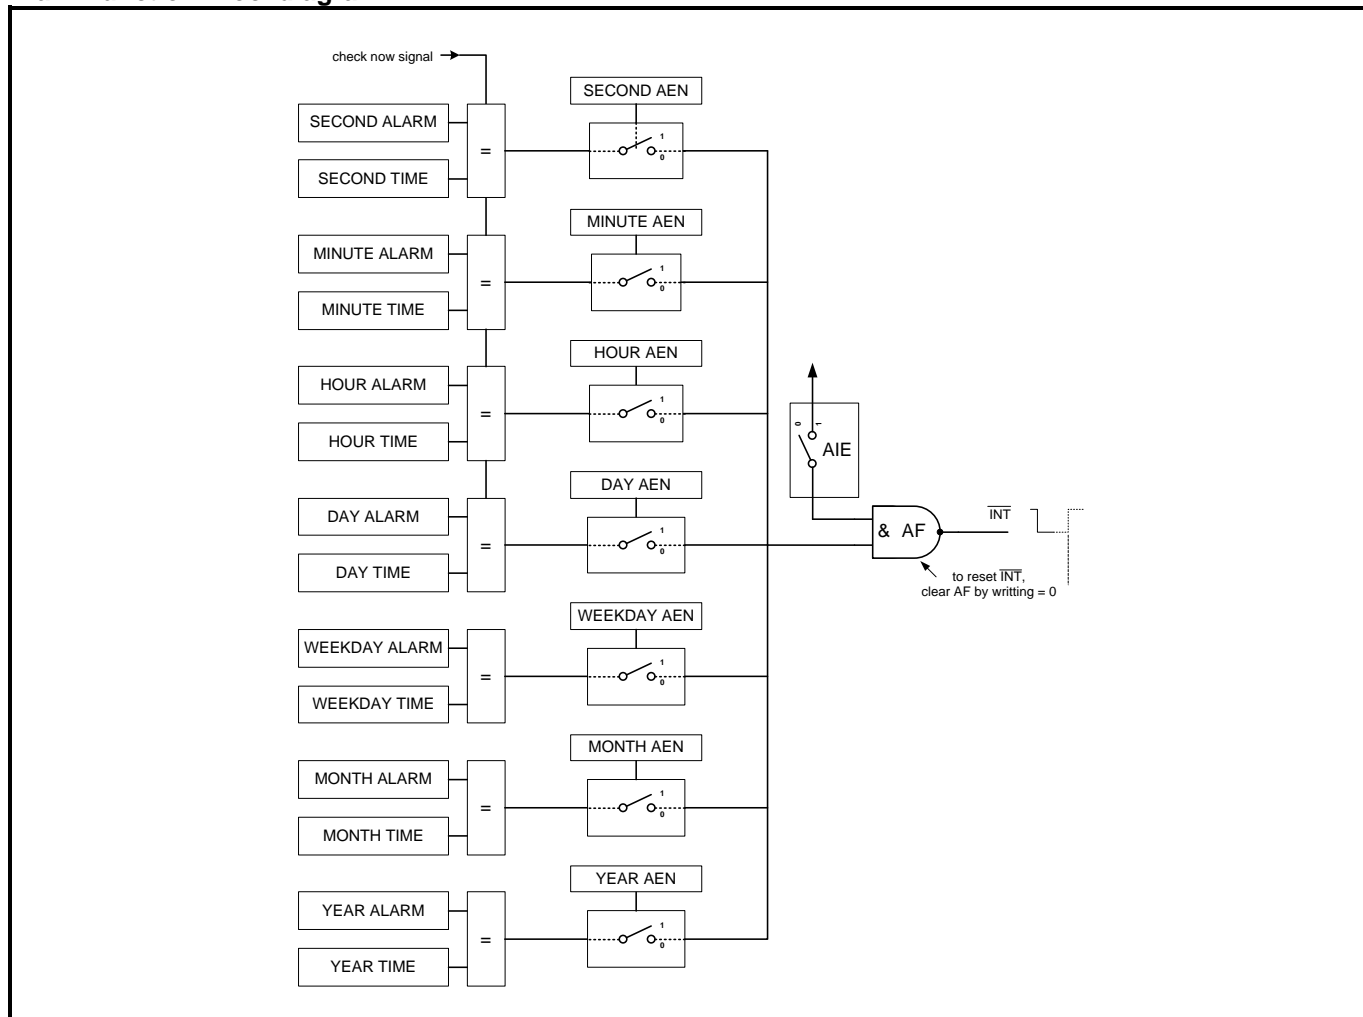 check now signal
SECOND AEN
SECOND ALARM
=
1
0
SECOND TIME
MINUTE AEN
MINUTE ALARM
=
1
0
MINUTE TIME
HOUR AEN
HOUR ALARM
=
1
0
HOUR TIME
0
1
AIE
DAY AEN
DAY ALARM
=
1
0
DAY TIME
& AF
INT
to reset INT,
clear AF by writting = 0
WEEKDAY AEN
WEEKDAY ALARM
=
1
0
WEEKDAY TIME
MONTH AEN
MONTH ALARM
=
1
0
MONTH TIME
YEAR AEN
YEAR ALARM
=
1
0
YEAR TIME